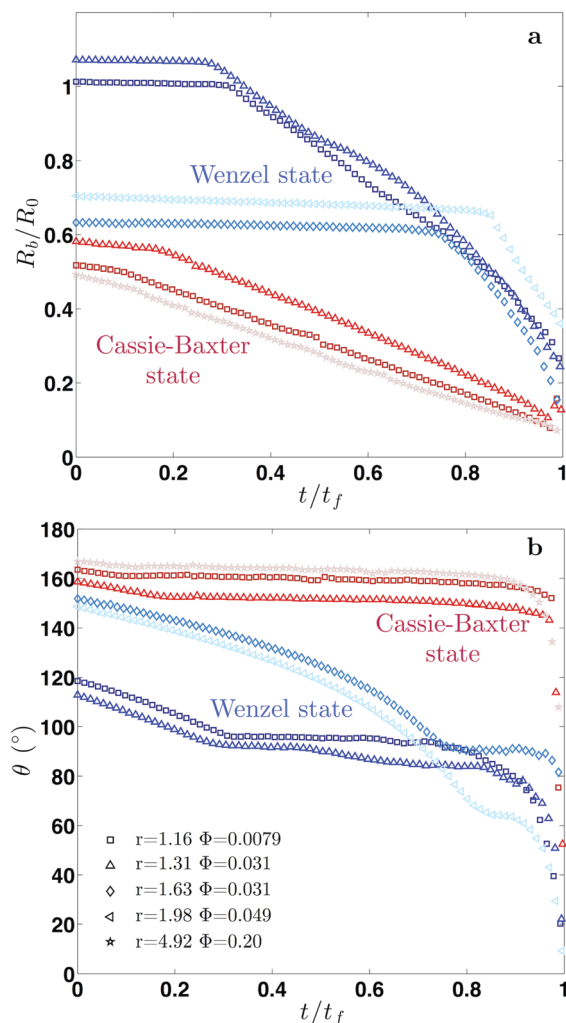 a
1
0.8
0.6
0.4
0.2
0
R_b/R_0
Wenzel state
Cassie-Baxter
state
0 0.2 0.4 0.6 0.8 1
t/t_f
b
180
160
140
120
100
80
60
40
20
0
θ (°)
Cassie-Baxter
state
Wenzel state
r=1.16 Φ=0.0079
r=1.31 Φ=0.031
r=1.63 Φ=0.031
r=1.98 Φ=0.049
r=4.92 Φ=0.20
0 0.2 0.4 0.6 0.8 1
t/t_f